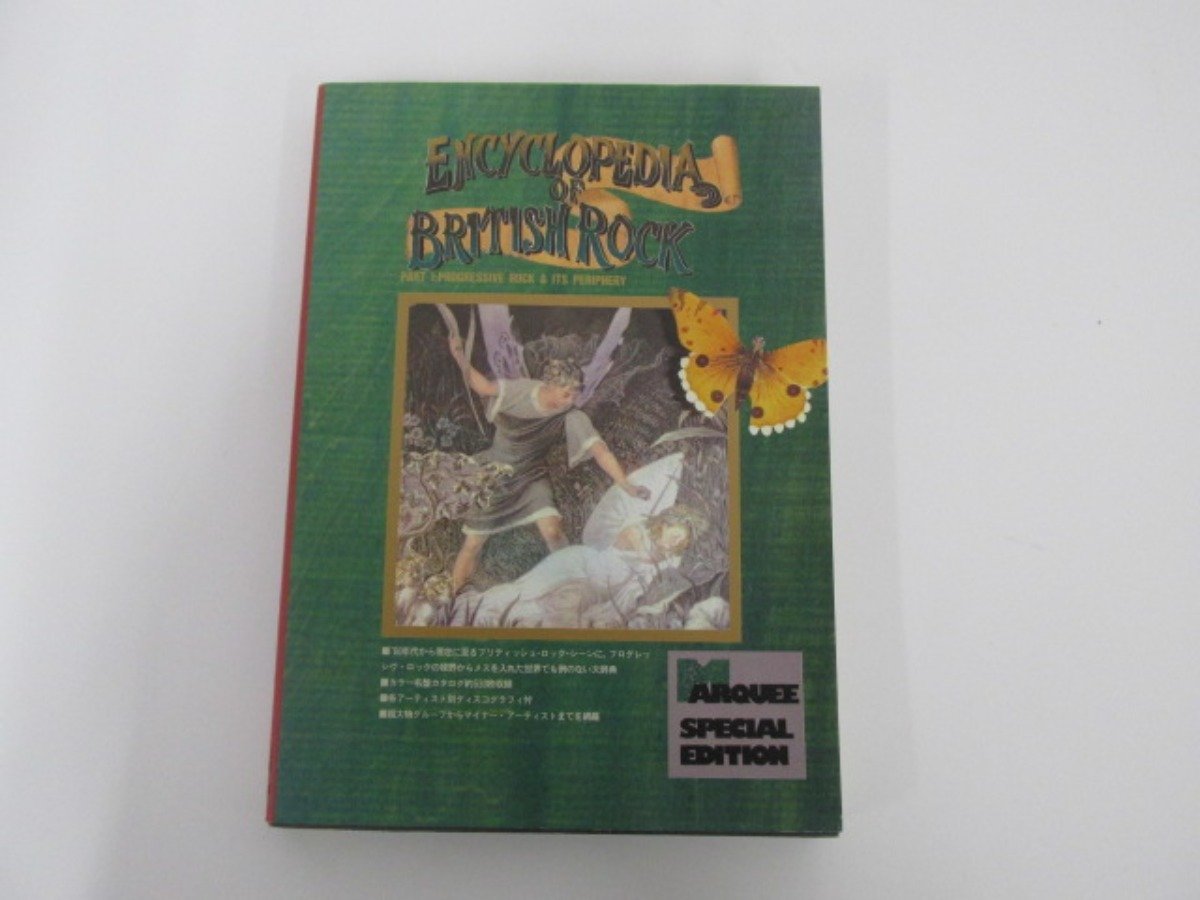 ENCYCLOPEDIA
OF
BRITISH ROCK
PART 1:PROGRESSIVE ROCK & ITS PERIPHERY
■'60年代から現在に至るブリティッシュ・ロック・シーンに、プログレッ
シヴ・ロックの視野からメスを入れた世界でも例のない大辞典
■カラー名盤カタログ約
■各アーティスト別ディスコグラフィ付
■超大物グループからマイナー・アーティストまでを網羅
MARQUEE
SPECIAL
EDITION